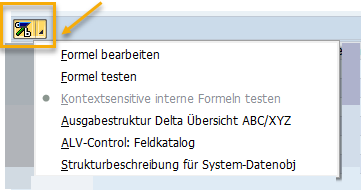 Formel bearbeiten
Formel testen
Kontextsensitive interne Formeln testen
Ausgabestruktur Delta Übersicht ABC/XYZ
ALV-Control: Feldkatalog
Strukturbeschreibung für System-Datenobj